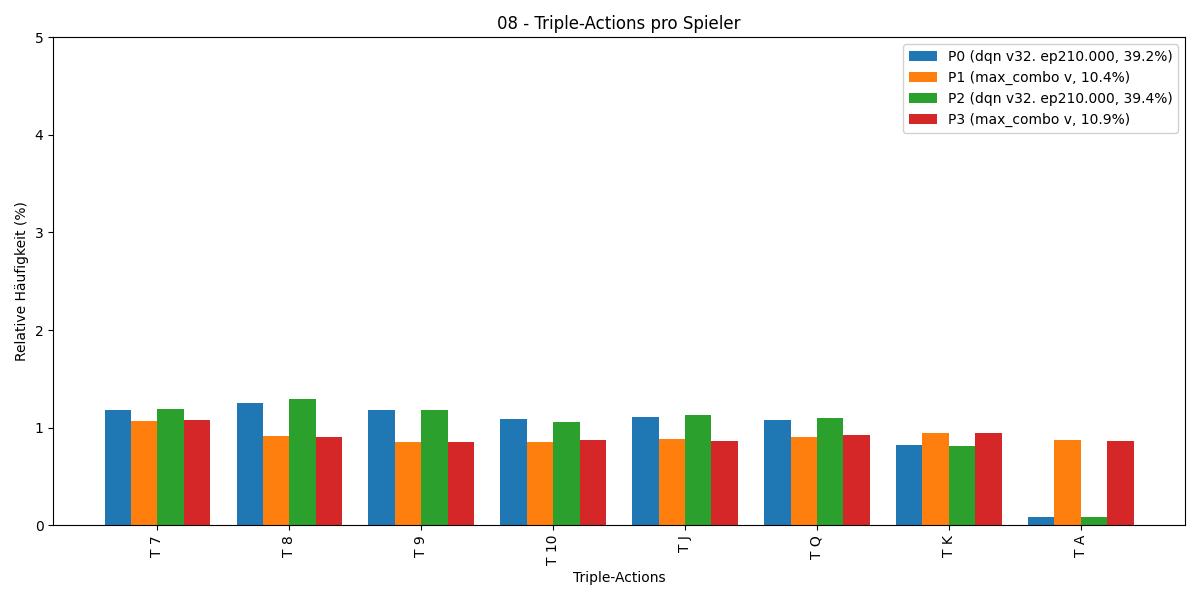 08 - Triple-Actions pro Spieler
P0 (dqn v32. ep210.000, 39.2%)
P1 (max_combo v, 10.4%)
P2 (dqn v32. ep210.000, 39.4%)
P3 (max_combo v, 10.9%)
Relative Häufigkeit (%)
5
4
3
2
1
0
T 7
T 8
T 9
T 10
T J
T Q
T K
T A
Triple-Actions